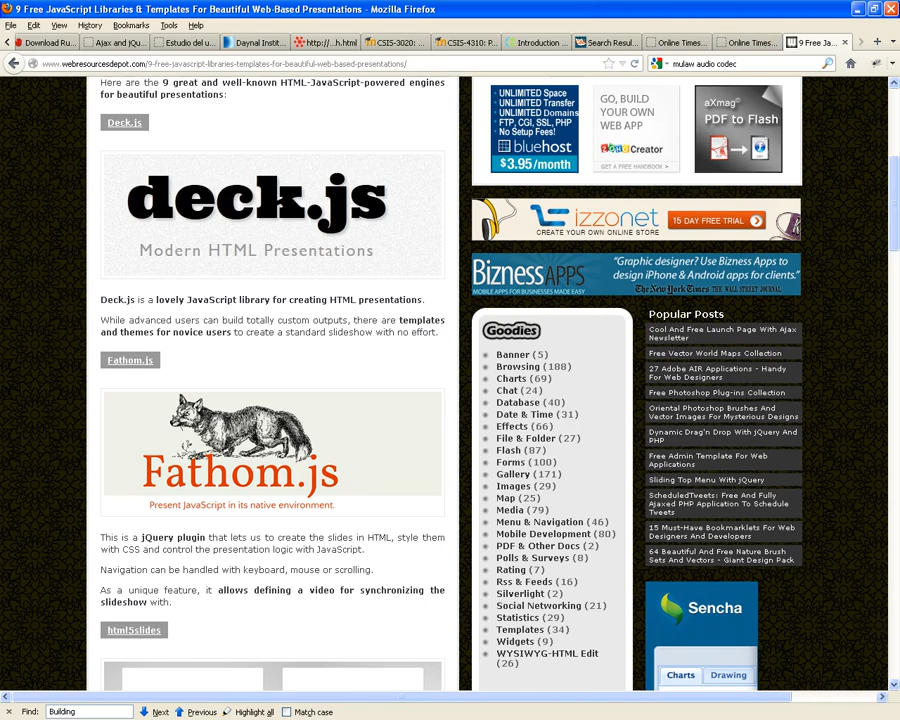 9 Free JavaScript Libraries & Templates For Beautiful Web-Based Presentations - Mozilla Firefox
File Edit View History Bookmarks Tools Help
Download Ru... Ajax and jQu... Estudio del u... Daynal Instit... http://...h.html CSIS-3020: ... CSIS-4310: P... Introduction ... Search Resul... Online Times... Online Times... 9 Free Ja...
www.webresourcesdepot.com/9-free-javascript-libraries-templates-for-beautiful-web-based-presentations/
mulaw audio codec
Here are the 9 great and well-known HTML-JavaScript-powered engines
for beautiful presentations:
Deck.js
deck.js
Modern HTML Presentations
Deck.js is a lovely JavaScript library for creating HTML presentations.
While advanced users can build totally custom outputs, there are templates
and themes for novice users to create a standard slideshow with no effort.
Fathom.js
Fathom.js
Present JavaScript in its native environment.
This is a jQuery plugin that lets us to create the slides in HTML, style them
with CSS and control the presentation logic with JavaScript.
Navigation can be handled with keyboard, mouse or scrolling.
As a unique feature, it allows defining a video for synchronizing the
slideshow with.
html5slides
UNLIMITED Space
UNLIMITED Transfer
UNLIMITED Domains
FTP, CGI, SSL, PHP
No Setup Fees!
bluehost
$3.95/month
GO, BUILD
YOUR OWN
WEB APP
ZOHO Creator
GET A FREE HANDBOOK >
aXmag
PDF to Flash
izzonet
CREATE YOUR OWN ONLINE STORE
15 DAY FREE TRIAL
BiznessAPPS
MOBILE APPS FOR BUSINESSES MADE EASY
"Graphic designer? Use Bizness Apps to
design iPhone & Android apps for clients."
The New York Times THE WALL STREET JOURNAL
Goodies
Banner (5)
Browsing (188)
Charts (69)
Chat (24)
Database (40)
Date & Time (31)
Effects (66)
File & Folder (27)
Flash (87)
Forms (100)
Gallery (171)
Images (29)
Map (25)
Media (79)
Menu & Navigation (46)
Mobile Development (80)
PDF & Other Docs (2)
Polls & Surveys (8)
Rating (7)
Rss & Feeds (16)
Silverlight (2)
Social Networking (21)
Statistics (29)
Templates (34)
Widgets (9)
WYSIWYG-HTML Edit
(26)
Popular Posts
Cool And Free Launch Page With Ajax
Newsletter
Free Vector World Maps Collection
27 Adobe AIR Applications - Handy
For Web Designers
Free Photoshop Plug-ins Collection
Oriental Photoshop Brushes And
Vector Images For Mysterious Designs
Dynamic Drag'n Drop With jQuery And
PHP
Free Admin Template For Web
Applications
Sliding Top Menu With jQuery
ScheduledTweets: Free And Fully
Ajaxed PHP Application To Schedule
Tweets
15 Must-Have Bookmarklets For Web
Designers And Developers
64 Beautiful And Free Nature Brush
Sets And Vectors - Giant Design Pack
Sencha
Charts Drawing
Find: Building Next Previous Highlight all Match case